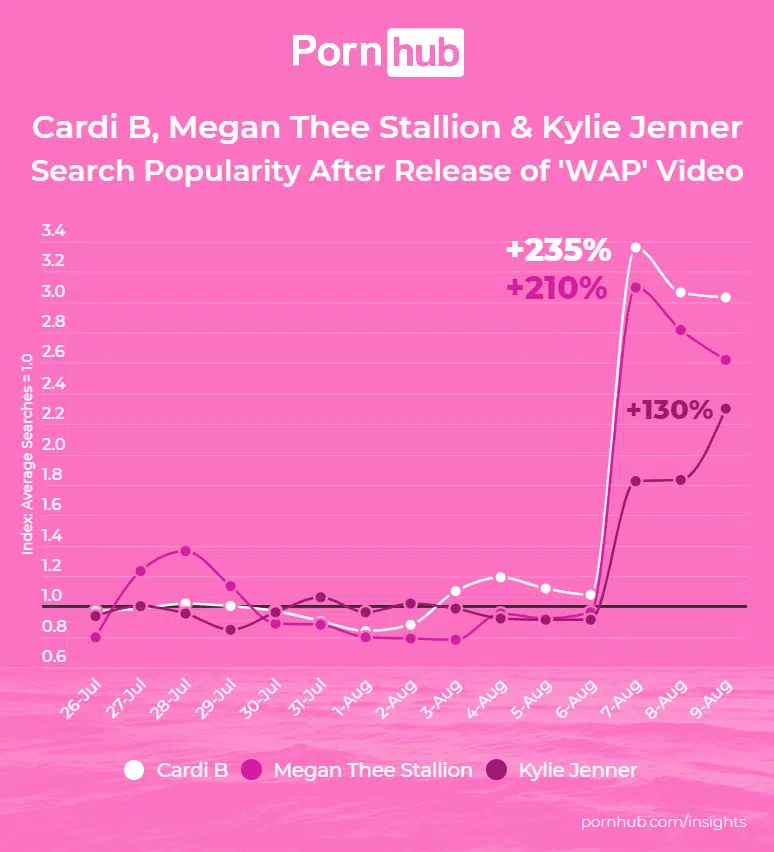 Porn hub
Cardi B, Megan Thee Stallion & Kylie Jenner
Search Popularity After Release of 'WAP' Video
Index: Average Searches = 1.0
3.4
3.2
3.0
2.8
2.6
2.4
2.2
2.0
1.8
1.6
1.4
1.2
1.0
0.8
0.6
+235%
+210%
+130%
26-Jul 27-Jul 28-Jul 29-Jul 30-Jul 31-Jul 1-Aug 2-Aug 3-Aug 4-Aug 5-Aug 6-Aug 7-Aug 8-Aug 9-Aug
Cardi B Megan Thee Stallion Kylie Jenner
pornhub.com/insights